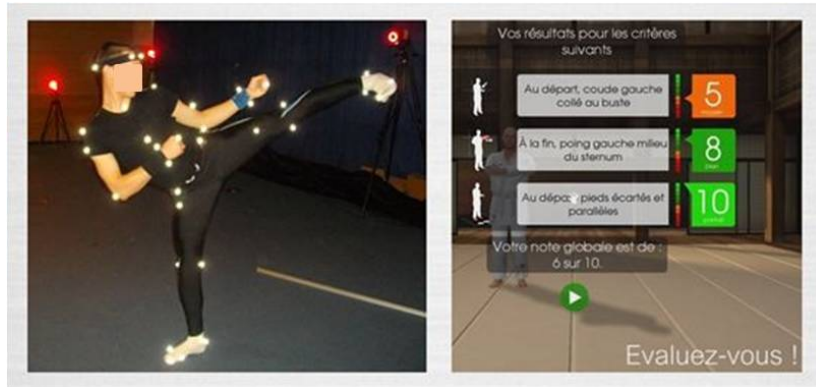 Vos résultats pour les critères
suivants
Au départ, coude gauche
collé au buste
5
À la fin, poing gauche milieu
du sternum
8
Au départ, pieds écartés et
parallèles
10
Votre note globale est de :
6 sur 10.
Evaluez-vous !